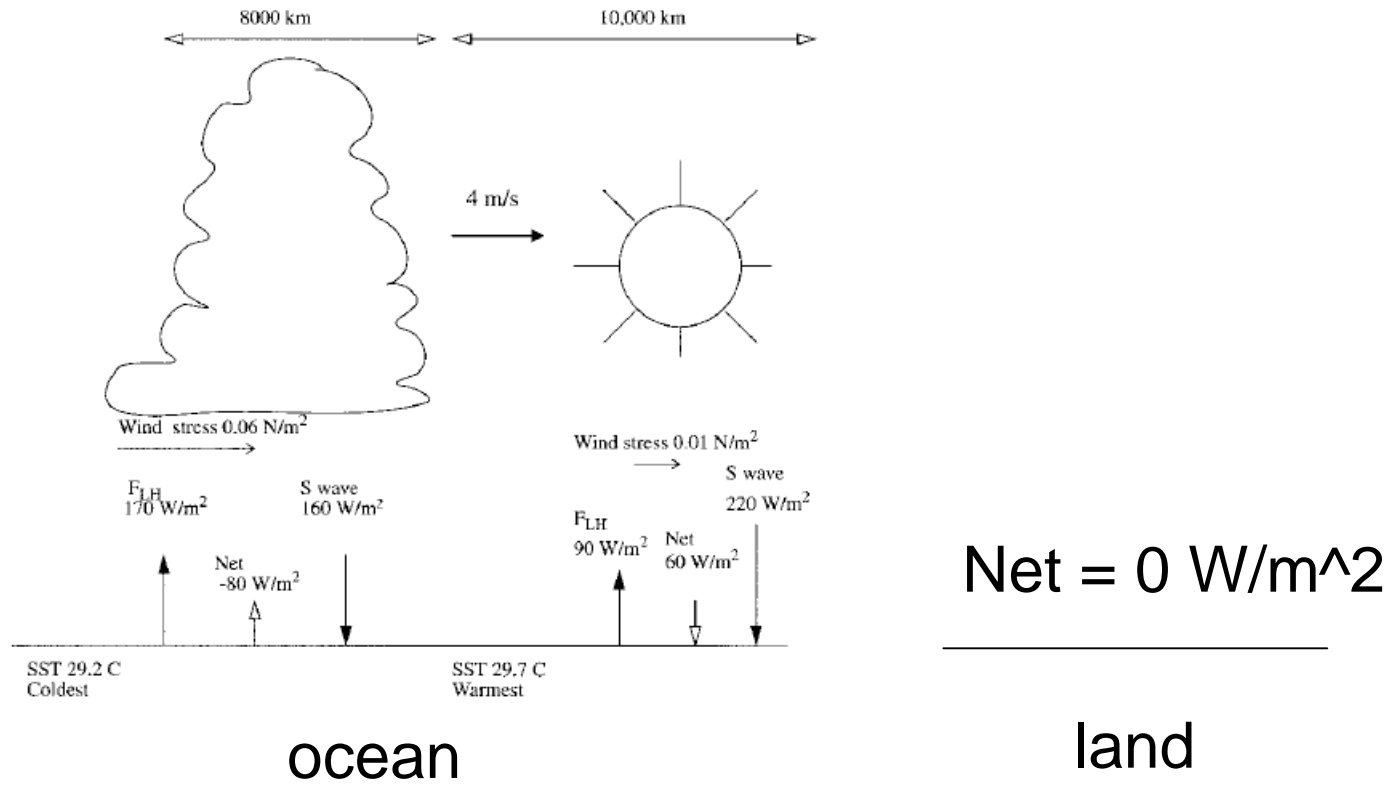 8000 km
10,000 km
4 m/s
Wind stress 0.06 N/m²
F_LH
170 W/m²
S wave
160 W/m²
Net
-80 W/m²
Wind stress 0.01 N/m²
S wave
220 W/m²
F_LH
90 W/m²
Net
60 W/m²
Net = 0 W/m^2
SST 29.2 C
Coldest
SST 29.7 C
Warmest
ocean
land